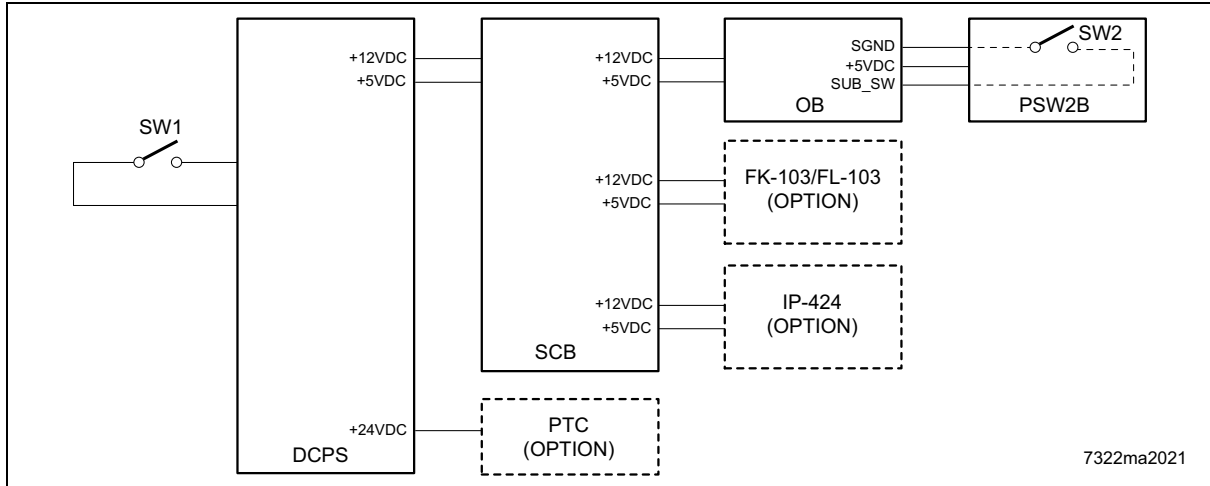 SW1
+12VDC
+5VDC
+24VDC
DCPS
+12VDC
+5VDC
+12VDC
+5VDC
+12VDC
+5VDC
SCB
SGND
+5VDC
SUB_SW
OB
SW2
PSW2B
FK-103/FL-103
(OPTION)
IP-424
(OPTION)
PTC
(OPTION)
7322ma2021